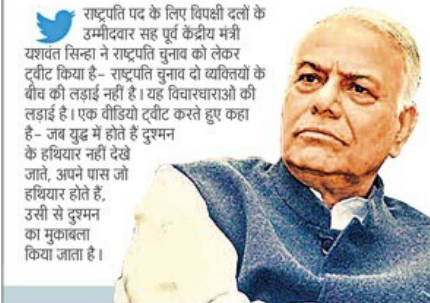 राष्ट्रपति पद के लिए विपक्षी दलों के
उम्मीदवार सह पूर्व केंद्रीय मंत्री
यशवंत सिन्हा ने राष्ट्रपति चुनाव को लेकर
ट्वीट किया है- राष्ट्रपति चुनाव दो व्यक्तियों के
बीच की लड़ाई नहीं है। यह विचारधाराओ की
लड़ाई है। एक वीडियो ट्वीट करते हुए कहा
है- जब युद्ध में होते हैं दुश्मन
के हथियार नहीं देखे
जाते, अपने पास जो
हथियार होते हैं,
उसी से दुश्मन
का मुकाबला
किया जाता है।